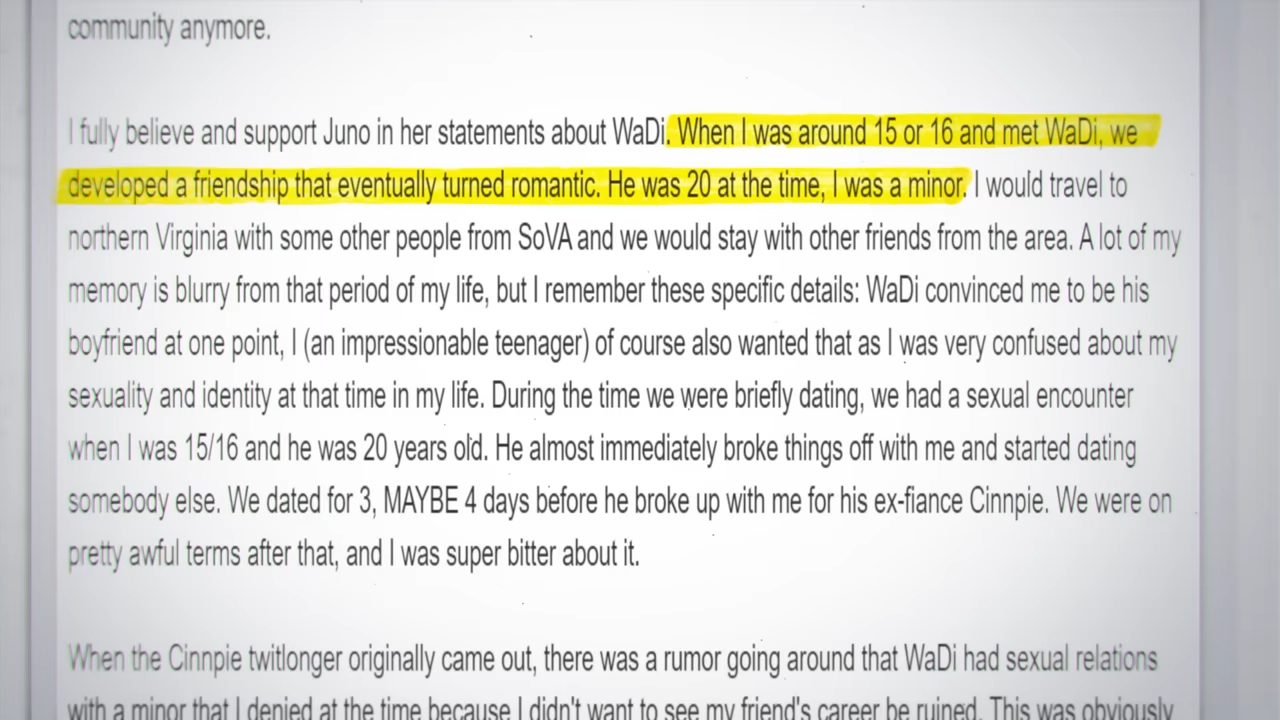 community anymore.
I fully believe and support Juno in her statements about WaDi. When I was around 15 or 16 and met WaDi, we
developed a friendship that eventually turned romantic. He was 20 at the time, I was a minor. I would travel to
northern Virginia with some other people from SoVA and we would stay with other friends from the area. A lot of my
memory is blurry from that period of my life, but I remember these specific details: WaDi convinced me to be his
boyfriend at one point, I (an impressionable teenager) of course also wanted that as I was very confused about my
sexuality and identity at that time in my life. During the time we were briefly dating, we had a sexual encounter
when I was 15/16 and he was 20 years old. He almost immediately broke things off with me and started dating
somebody else. We dated for 3, MAYBE 4 days before he broke up with me for his ex-fiance Cinnpie. We were on
pretty awful terms after that, and I was super bitter about it.
When the Cinnpie twitlonger originally came out, there was a rumor going around that WaDi had sexual relations
with a minor that I denied at the time because I didn't want to see my friend's career be ruined. This was obviously